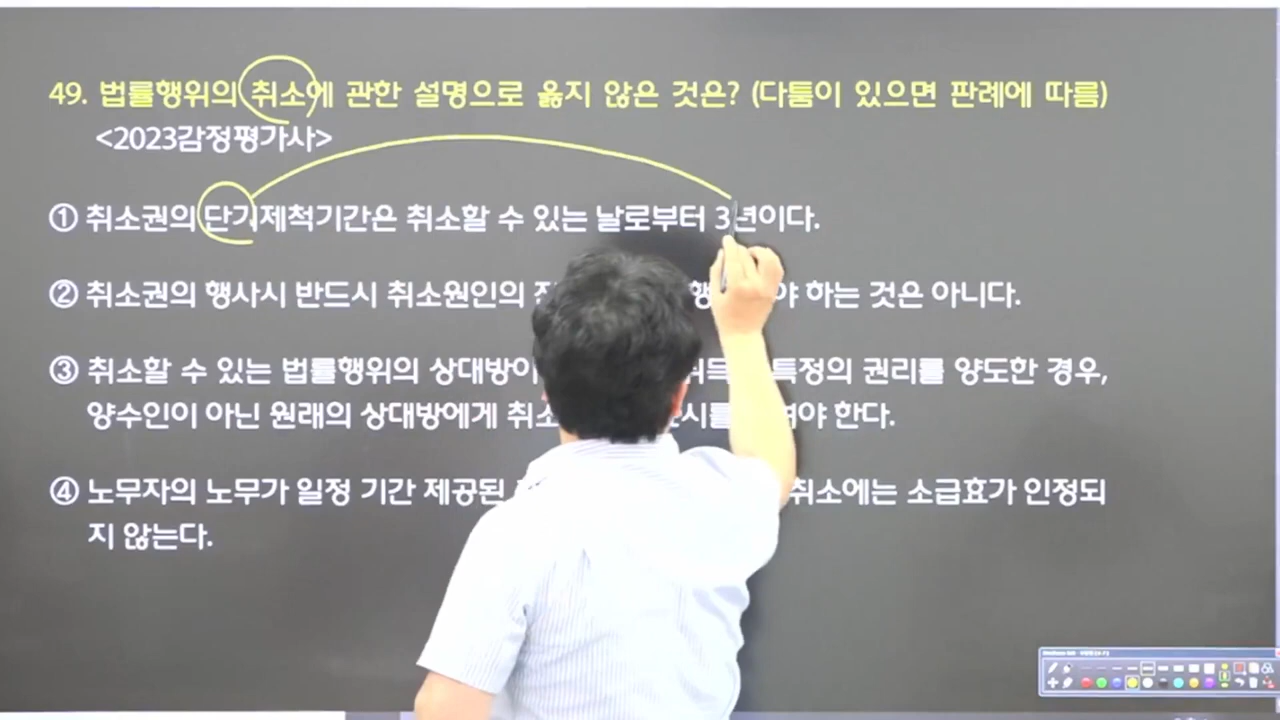 49. 법률행위의 취소에 관한 설명으로 옳지 않은 것은? (다툼이 있으면 판례에 따름)
<2023감정평가사>
① 취소권의 단기제척기간은 취소할 수 있는 날로부터 3년이다.
② 취소권의 행사시 반드시 취소원인의 하는 것은 아니다.
③ 취소할 수 있는 법률행위의 상대방이 특정의 권리를 양도한 경우,
양수인이 아닌 원래의 상대방에게 한다.
④ 노무자의 노무가 일정 기간 제공된 취소에는 소급효가 인정되
지 않는다.